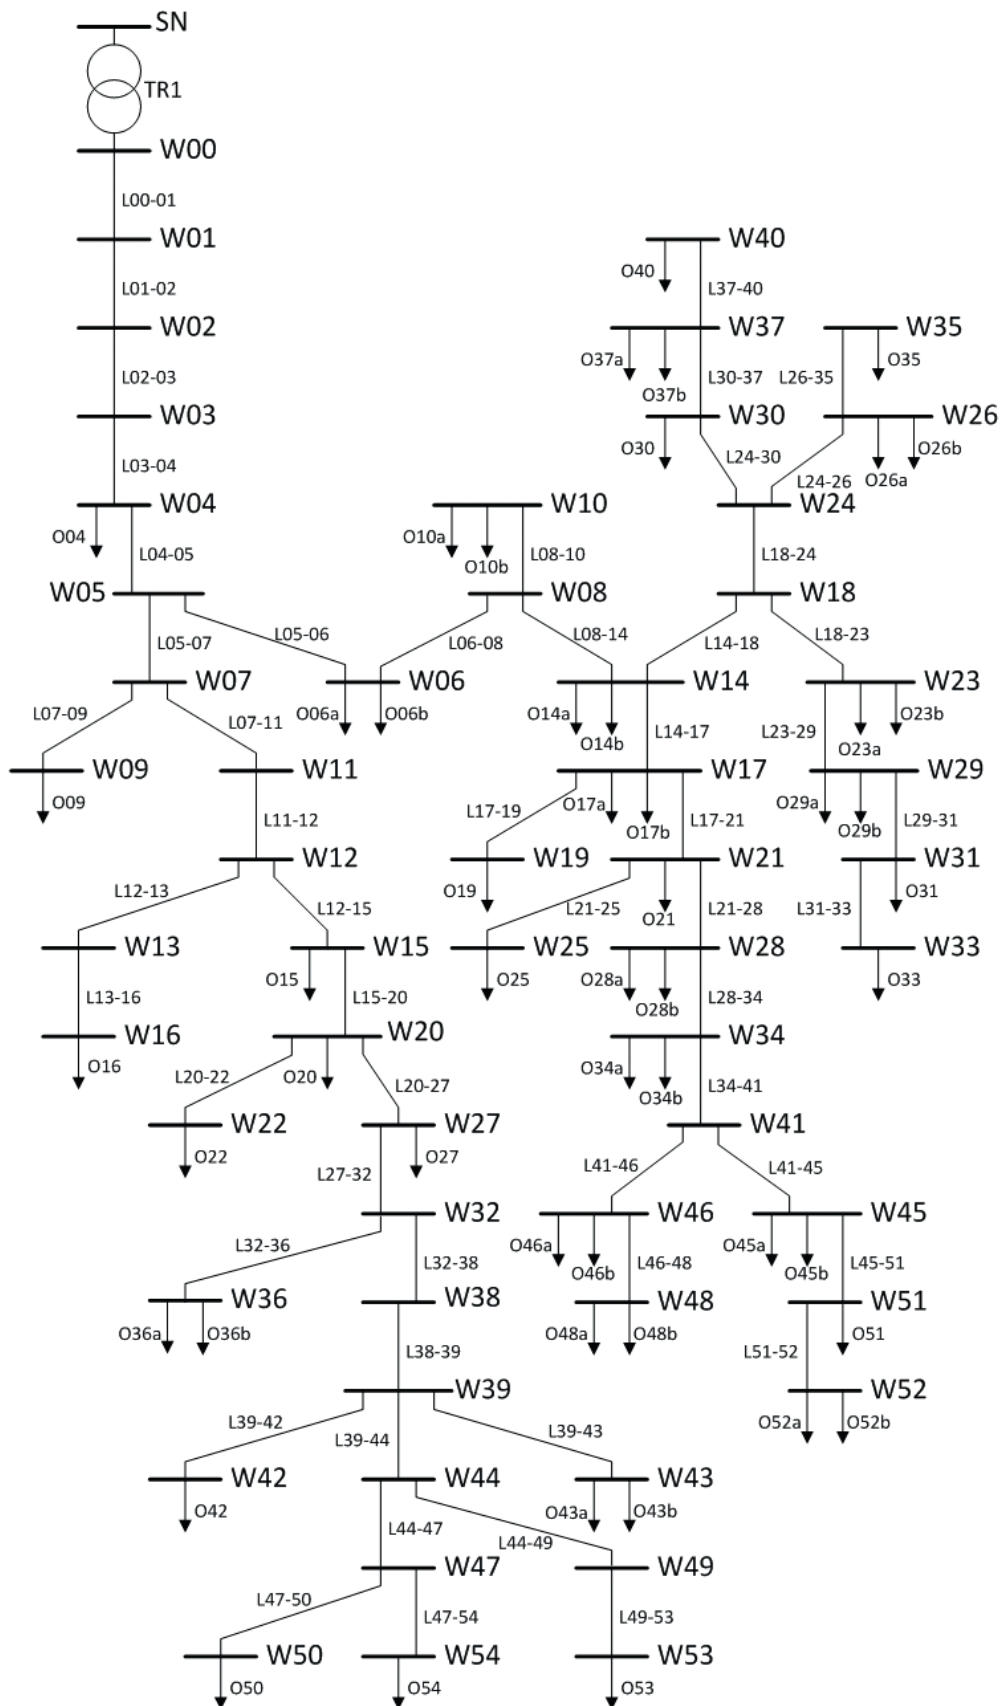 SN
TR1
W00
L00-01
W01
W40
O40
L01-02
L37-40
W02
W37
W35
O37a
O35
L02-03
L30-37
L26-35
O37b
W03
W30
W26
O30
O26b
L03-04
L24-30
O26a
L24-26
W04
W10
W24
O04
O10a
L04-05
L08-10
L18-24
O10b
W05
W08
W18
L05-07
L05-06
L06-08
L08-14
L14-18
L18-23
W07
W06
W14
W23
L07-09
L07-11
O06a
O06b
O14a
O14b
L14-17
L23-29
O23b
O23a
W09
W11
W17
W29
O09
L17-19
O17a
O29a
L11-12
O17b
L17-21
O29b
L29-31
W12
W19
W21
W31
L12-13
O19
O31
L12-15
L21-25
O21
L21-28
L31-33
W13
W15
W25
W28
W33
O15
O25
O28a
O33
L13-16
L15-20
O28b
L28-34
W16
W20
W34
O16
L20-22
O20
L20-27
O34a
O34b
L34-41
W22
W27
W41
O22
O27
L27-32
L41-46
L41-45
W32
W46
W45
L32-36
O46a
O45a
L32-38
O46b
L46-48
O45b
L45-51
W36
W38
W48
W51
O36a
O36b
O48a
O48b
O51
L38-39
L51-52
W39
W52
L39-42
L39-44
L39-43
O52a
O52b
W42
W44
W43
O42
O43a
O43b
L44-47
L44-49
W47
W49
L47-50
L47-54
L49-53
W50
W54
W53
O50
O54
O53